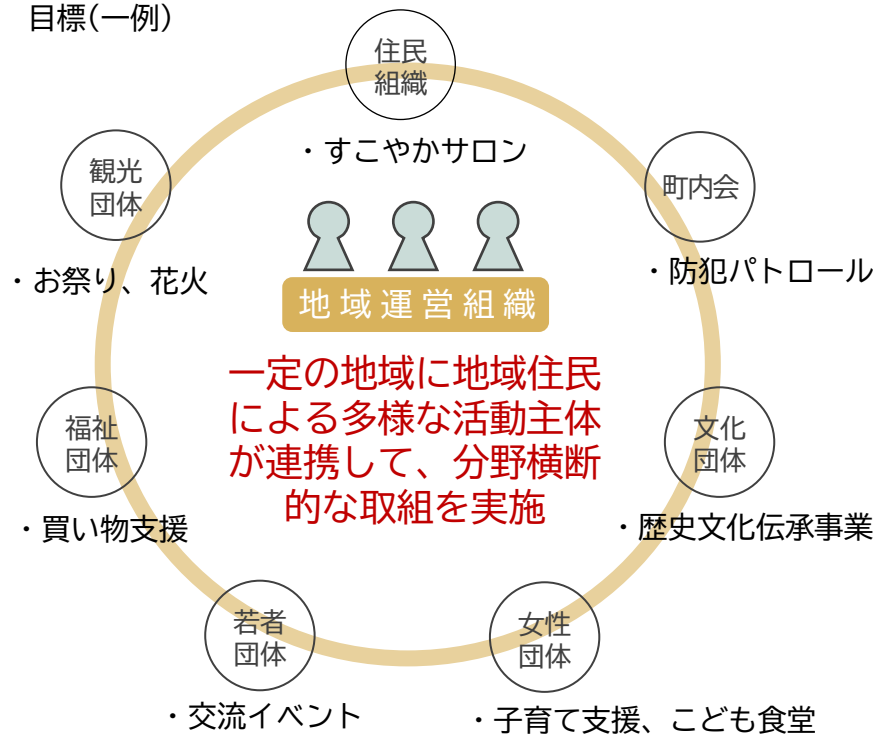 目標(一例)
住民
組織
・すこやかサロン
観光
団体
・お祭り、花火
町内会
・防犯パトロール
地域運営組織
一定の地域に地域住民
による多様な活動主体
が連携して、分野横断
的な取組を実施
福祉
団体
・買い物支援
文化
団体
・歴史文化伝承事業
若者
団体
・交流イベント
女性
団体
・子育て支援、こども食堂